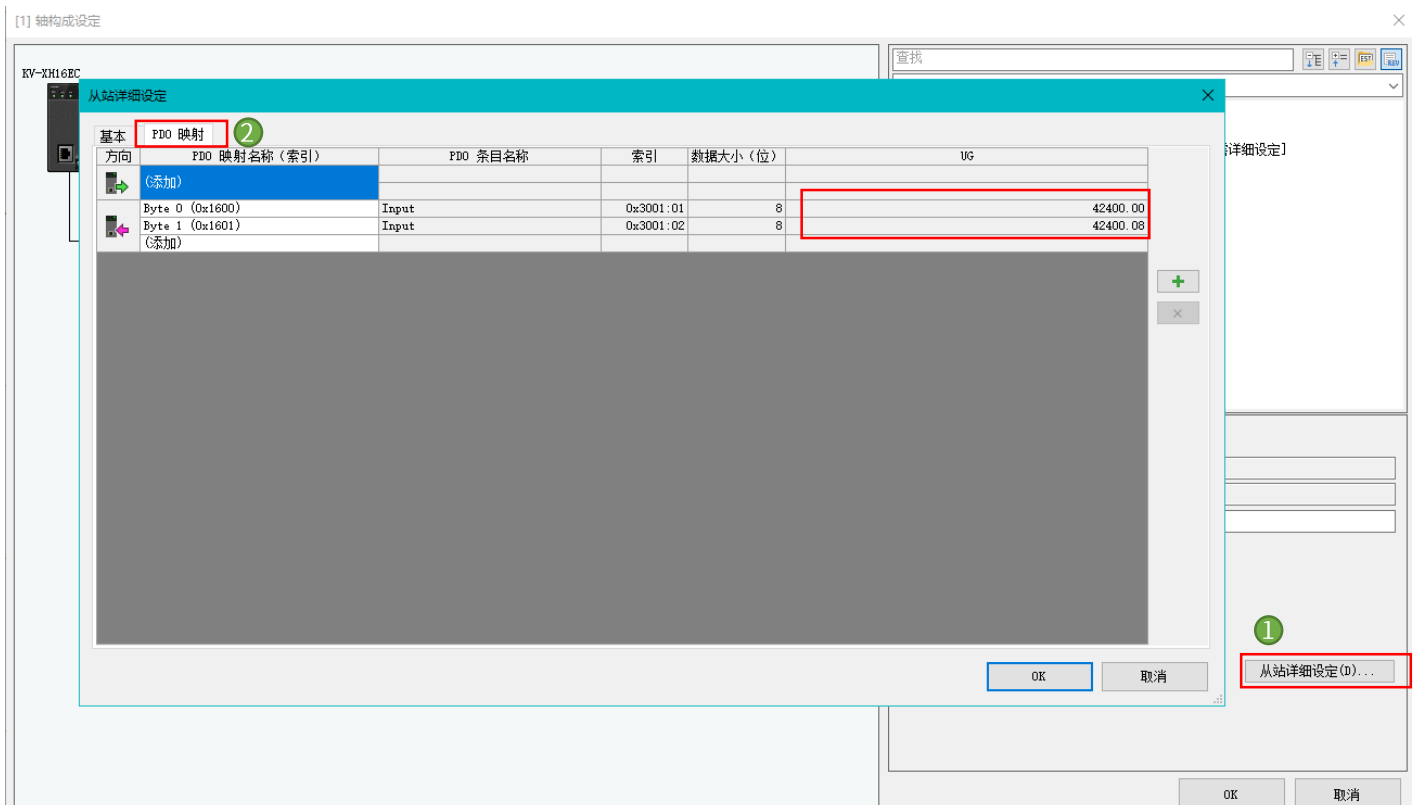 [1] 轴构成设定
KV-XH16EC
查找
从站详细设定
基本
PDO 映射
2
方向 PDO 映射名称（索引） PDO 条目名称 索引 数据大小（位） UG
(添加)
Byte 0 (0x1600) Input 0x3001:01 8 42400.00
Byte 1 (0x1601) Input 0x3001:02 8 42400.08
(添加)
详细设定]
1
从站详细设定(D)...
OK
取消
OK
取消